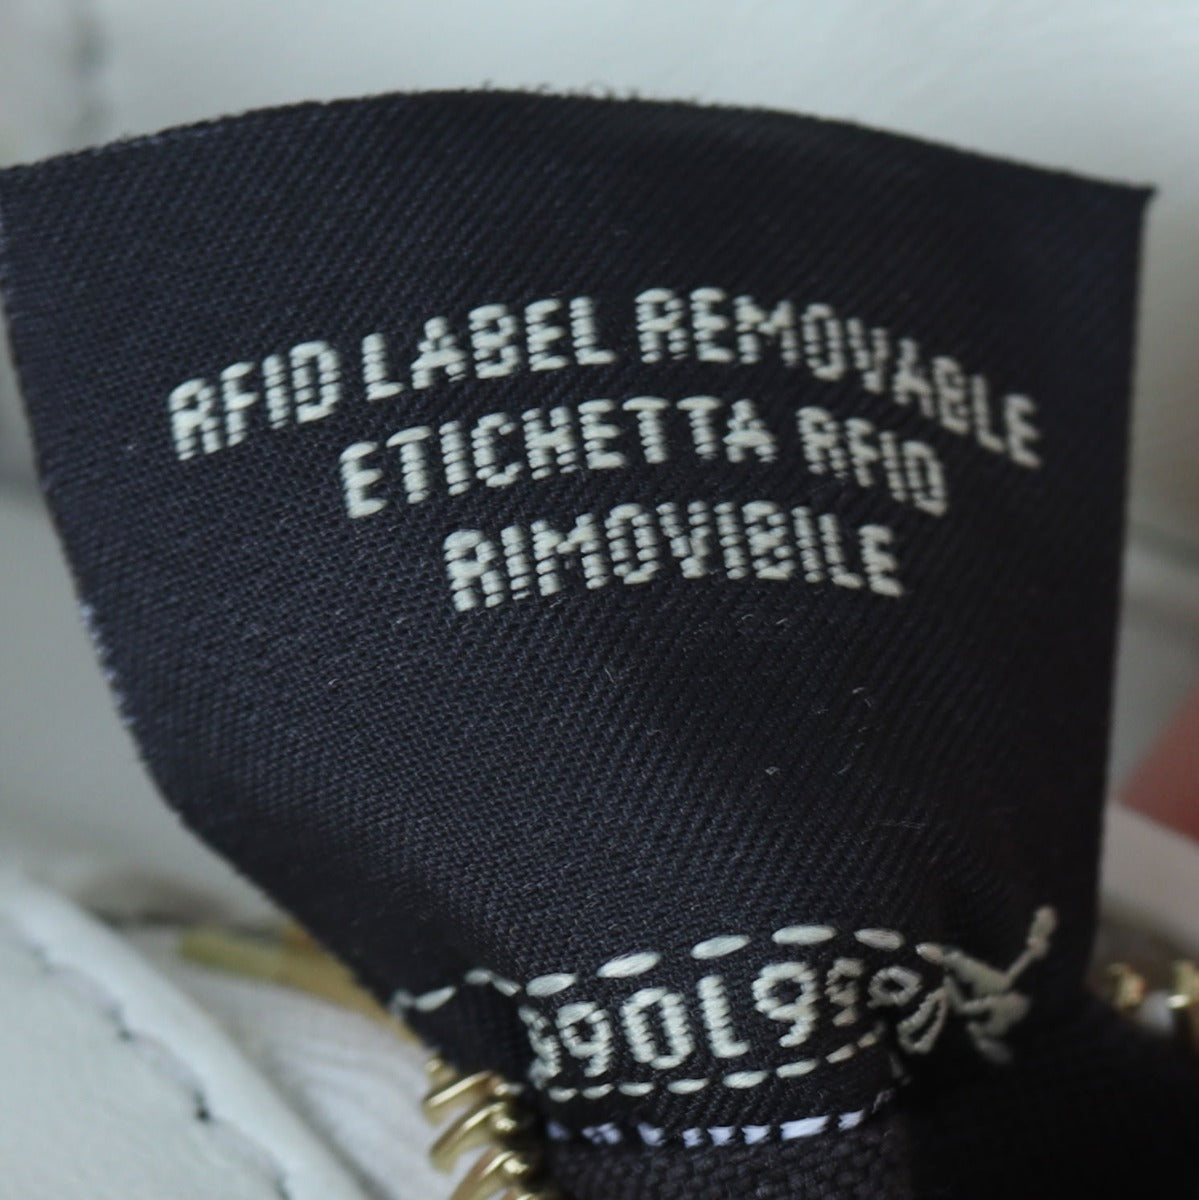 RFID LABEL REMOVABLE
ETICHETTA RFID
RIMOVIBILE